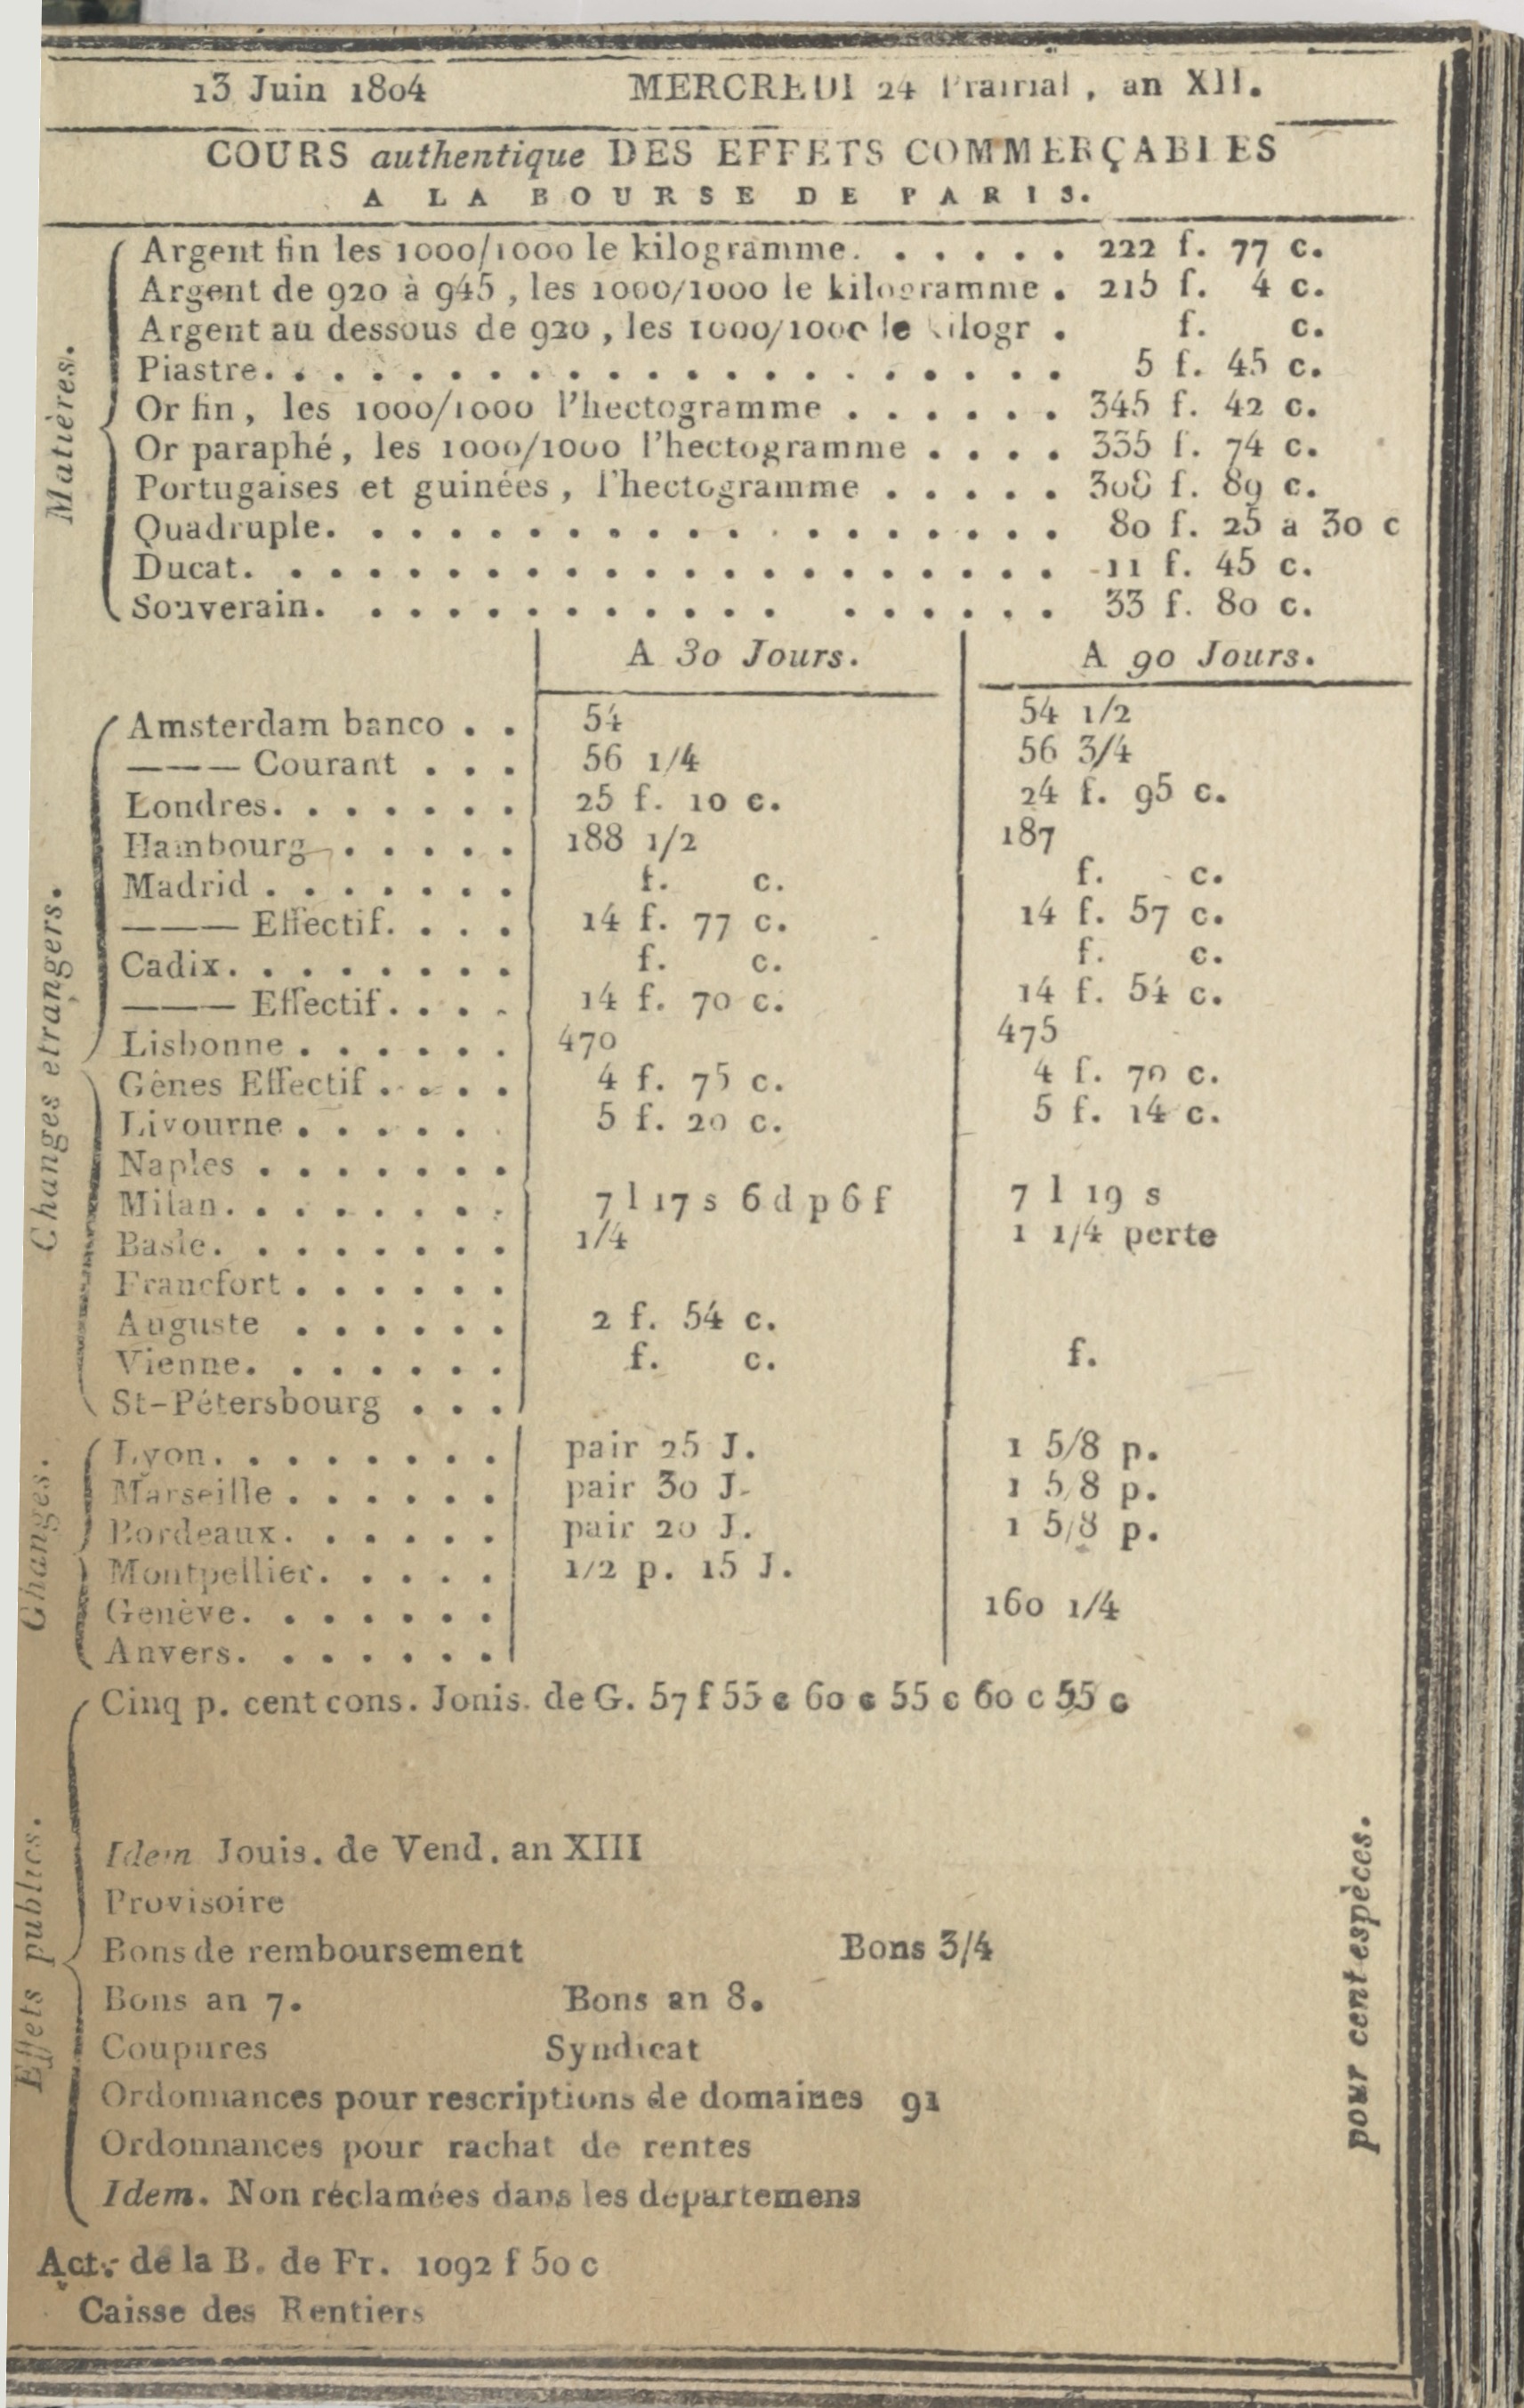 13 Juin 1804 MERCREDI 24 Prairial, an XII.
COURS authentique DES EFFETS COMMERÇABLES
A LA BOURSE DE PARIS.
Matières.
Argent fin les 1000/1000 le kilogramme. . . . . . 222 f. 77 c.
Argent de 920 à 945, les 1000/1000 le kilogramme . 215 f. 4 c.
Argent au dessous de 920, les 1000/1000 le kilogr . f. c.
Piastre. . . . . . . . . . . . . . . . . . . . . 5 f. 45 c.
Or fin, les 1000/1000 l'hectogramme . . . . . . 345 f. 42 c.
Or paraphé, les 1000/1000 l'hectogramme . . . . 335 f. 74 c.
Portugaises et guinées, l'hectogramme . . . . . 308 f. 89 c.
Quadruple. . . . . . . . . . . . . . . . . . . 80 f. 25 a 30 c
Ducat. . . . . . . . . . . . . . . . . . . . . 11 f. 45 c.
Souverain. . . . . . . . . . . . . . . . . . 33 f. 80 c.
A 30 Jours. A 90 Jours.
Changes etrangers.
Amsterdam banco . . 54 54 1/2
——— Courant . . . 56 1/4 56 3/4
Londres. . . . . . . 25 f. 10 c. 24 f. 95 c.
Hambourg . . . . . 188 1/2 187
Madrid . . . . . . . f. c. f. c.
——— Effectif. . . . 14 f. 77 c. 14 f. 57 c.
Cadix. . . . . . . . f. c. f. c.
——— Effectif. . . . 14 f. 70 c. 14 f. 54 c.
Lisbonne . . . . . . 470 475
Gênes Effectif . . . . 4 f. 75 c. 4 f. 70 c.
Livourne . . . . . . 5 f. 20 c. 5 f. 14 c.
Naples . . . . . . .
Milan. . . . . . . . 7 l 17 s 6 d p 6 f 7 l 19 s
Basle. . . . . . . . 1/4 1 1/4 perte
Francfort . . . . . .
Auguste . . . . . . 2 f. 54 c.
Vienne. . . . . . . f. c. f.
St-Pétersbourg . . .
Changes.
Lyon. . . . . . . . pair 25 J. 1 5/8 p.
Marseille . . . . . . pair 30 J. 1 5/8 p.
Bordeaux. . . . . . pair 20 J. 1 5/8 p.
Montpellier. . . . . 1/2 p. 15 J.
Genève. . . . . . . 160 1/4
Anvers. . . . . . .
Effets publics.
Cinq p. cent cons. Jonis. de G. 57 f 55 c 60 c 55 c 60 c 55 c
Idem Jouis. de Vend. an XIII
Provisoire
Bons de remboursement Bons 3/4
Bons an 7. Bons an 8.
Coupures Syndicat
Ordonnances pour rescriptions de domaines 91
Ordonnances pour rachat de rentes
Idem. Non réclamées dans les departemens
pour cent espèces.
Act. de la B. de Fr. 1092 f 50 c
Caisse des Rentiers